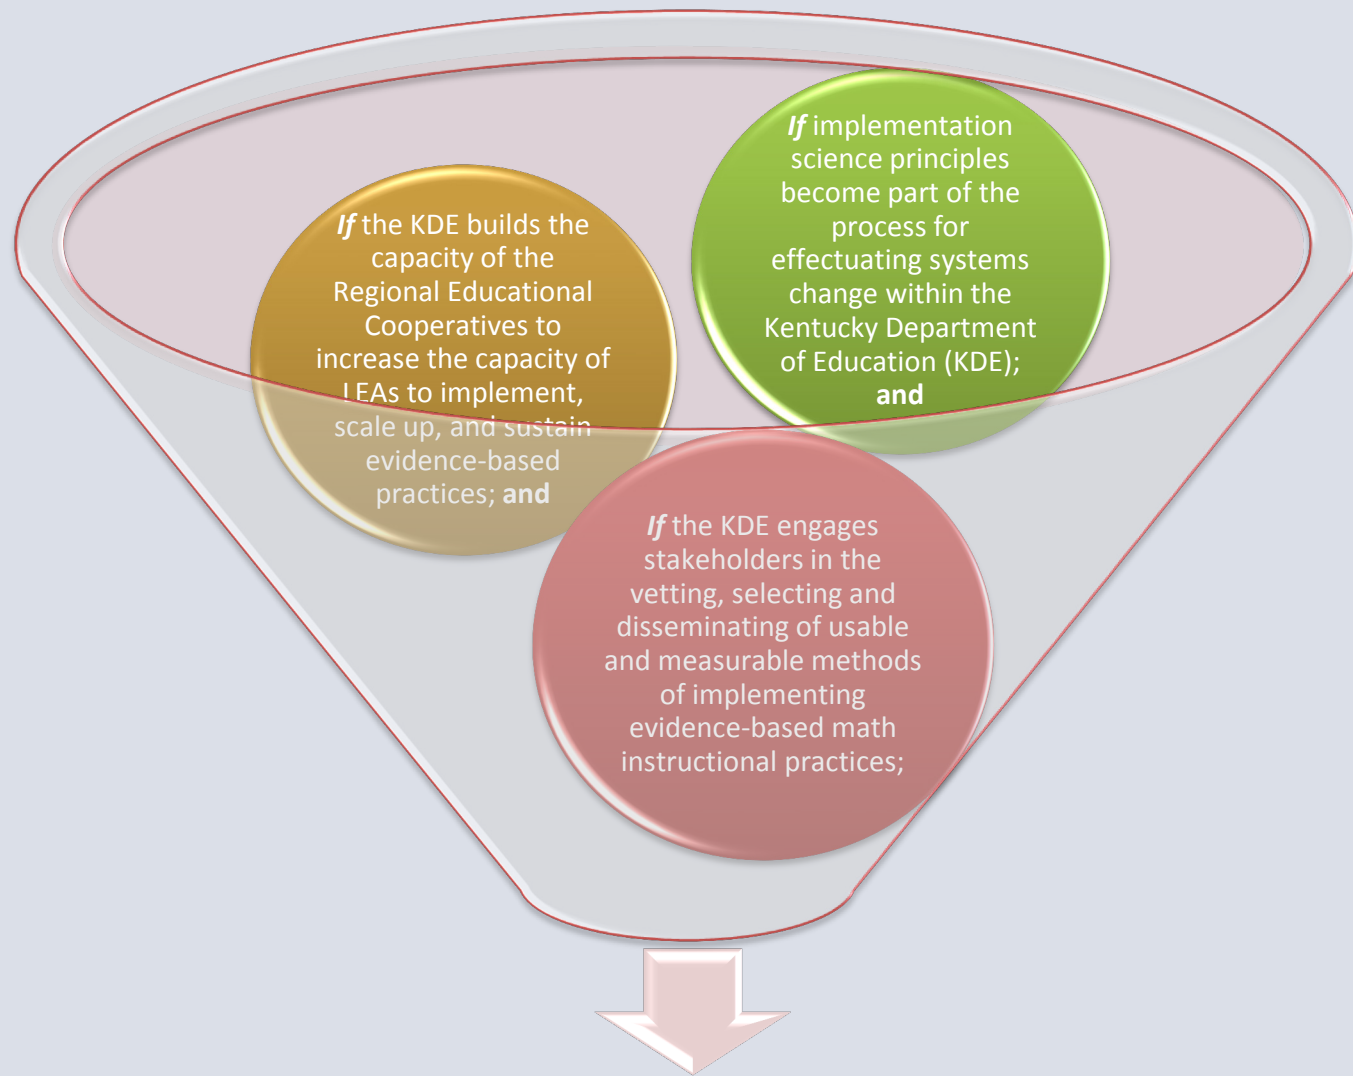 If implementation
science principles
become part of the
process for
effectuating systems
change within the
Kentucky Department
of Education (KDE);
and
If the KDE builds the
capacity of the
Regional Educational
Cooperatives to
increase the capacity of
LEAs to implement,
scale up, and sustain
evidence-based
practices; and
If the KDE engages
stakeholders in the
vetting, selecting and
disseminating of usable
and measurable methods
of implementing
evidence-based math
instructional practices;